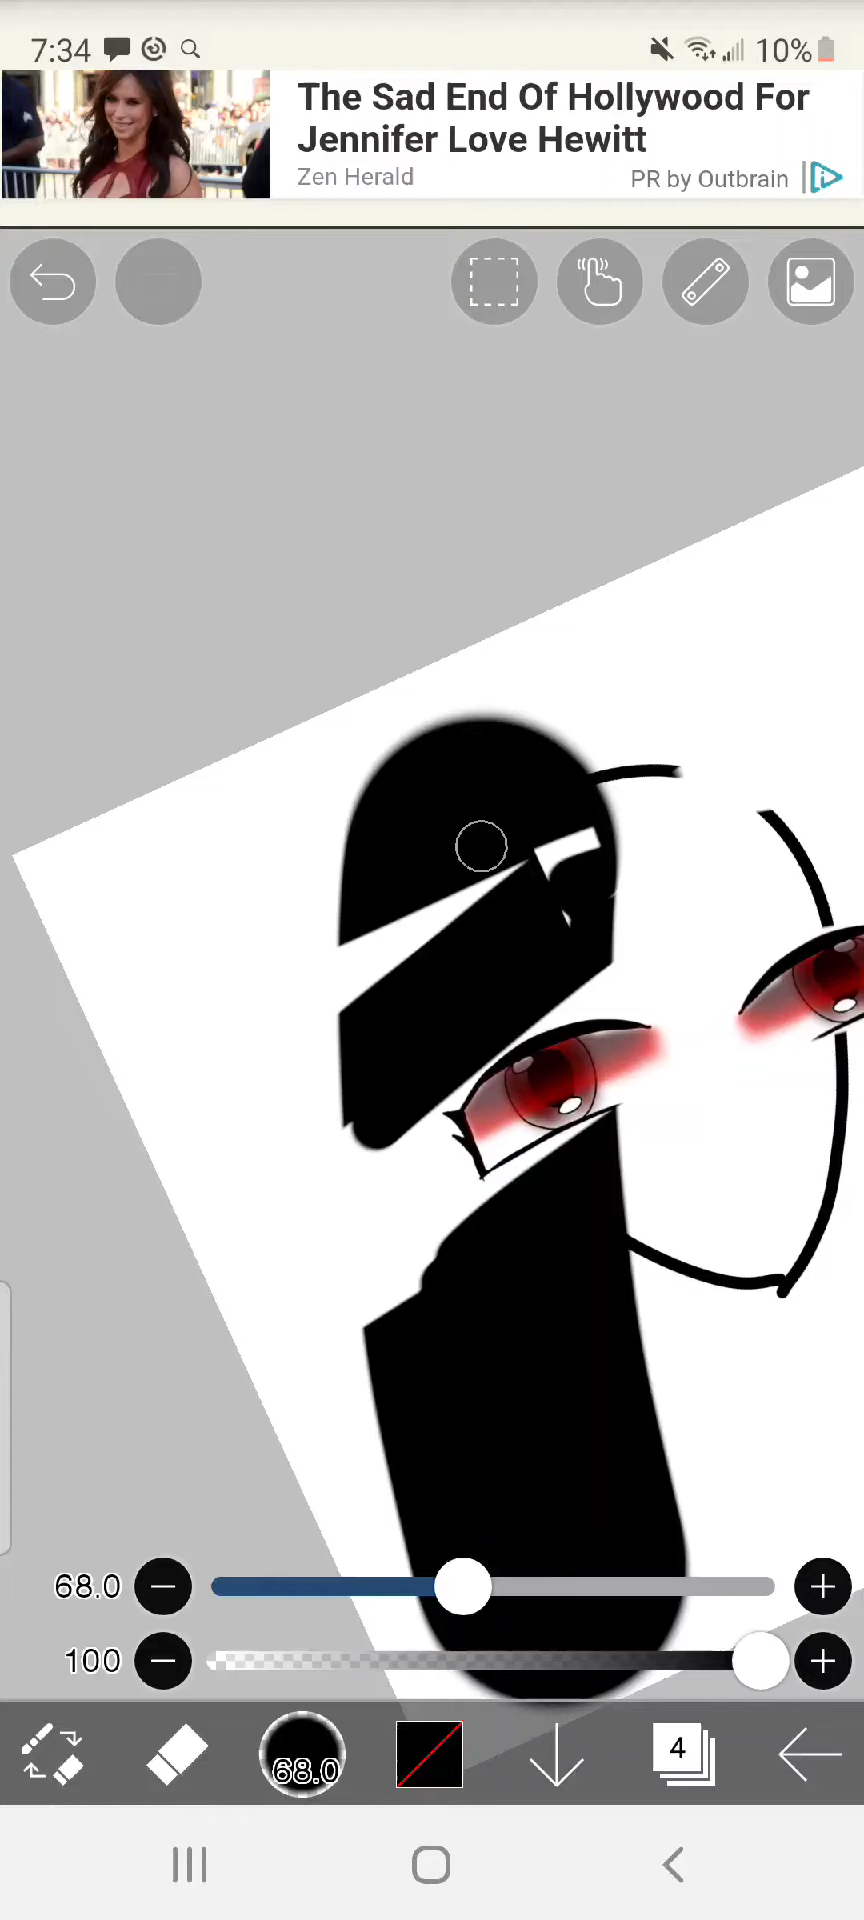 7:34
10%
The Sad End Of Hollywood For
Jennifer Love Hewitt
Zen Herald
PR by Outbrain
68.0
100
68.0
4